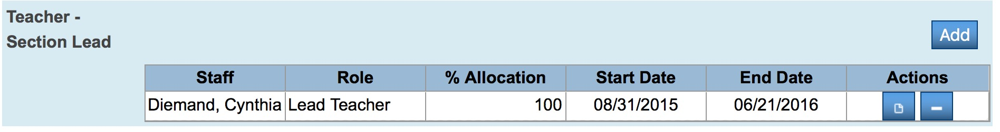 Teacher -
Section Lead
Add
Staff Role % Allocation Start Date End Date Actions
Diemand, Cynthia Lead Teacher 100 08/31/2015 06/21/2016